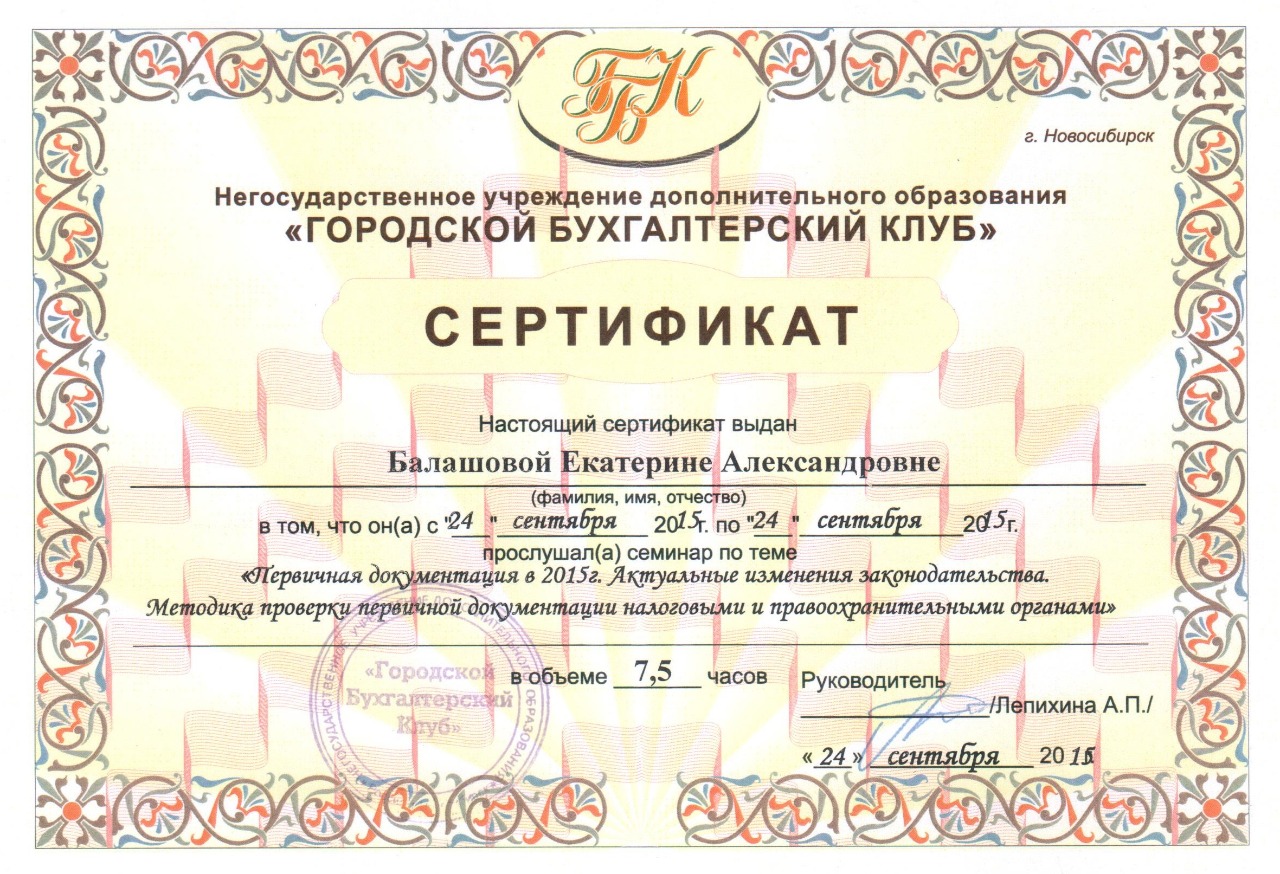 ГБК
г. Новосибирск
Негосударственное учреждение дополнительного образования
«ГОРОДСКОЙ БУХГАЛТЕРСКИЙ КЛУБ»
СЕРТИФИКАТ
Настоящий сертификат выдан
Балашовой Екатерине Александровне
(фамилия, имя, отчество)
в том, что он(а) с "24" сентября 2015г. по "24" сентября 2015г.
прослушал(а) семинар по теме
«Первичная документация в 2015г. Актуальные изменения законодательства.
Методика проверки первичной документации налоговыми и правоохранительными органами»
в объеме 7,5 часов
Руководитель
/Лепихина А.П./
«24» сентября 2015
НЕГОСУДАРСТВЕННОЕ УЧРЕЖДЕНИЕ ДОПОЛНИТЕЛЬНОГО ОБРАЗОВАНИЯ
«Городской
Бухгалтерский
Клуб»